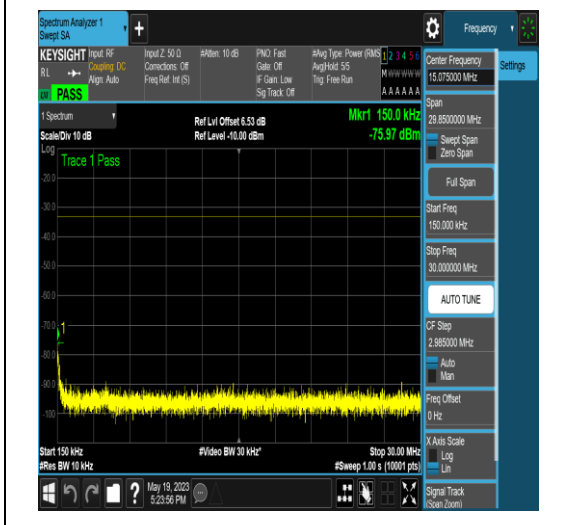 Spectrum Analyzer 1
Swept SA
+
Frequency
KEYSIGHT
RL
PASS
Input: RF
Coupling: DC
Align: Auto
Input Z: 50 Ω
Corrections: Off
Freq Ref: Int (S)
#Atten: 10 dB
PNO: Fast
Gate: Off
IF Gain: Low
Sig Track: Off
#Avg Type: Power (RMS
Avg|Hold: 5/5
Trig: Free Run
1 2 3 4 5 6
M W W W W W
A A A A A A
1 Spectrum
Scale/Div 10 dB
Ref Lvl Offset 6.53 dB
Ref Level -10.00 dBm
Mkr1 150.0 kHz
-75.97 dBm
Log
Trace 1 Pass
-20.0
-30.0
-40.0
-50.0
-60.0
-70.0
1
-80.0
-90.0
-100
Start 150 kHz
#Res BW 10 kHz
#Video BW 30 kHz*
Stop 30.00 MHz
#Sweep 1.00 s (10001 pts)
?
May 19, 2023
5:23:56 PM
Center Frequency
15.075000 MHz
Settings
Span
29.8500000 MHz
Swept Span
Zero Span
Full Span
Start Freq
150.000 kHz
Stop Freq
30.000000 MHz
AUTO TUNE
CF Step
2.985000 MHz
Auto
Man
Freq Offset
0 Hz
X Axis Scale
Log
Lin
Signal Track
(Span Zoom)